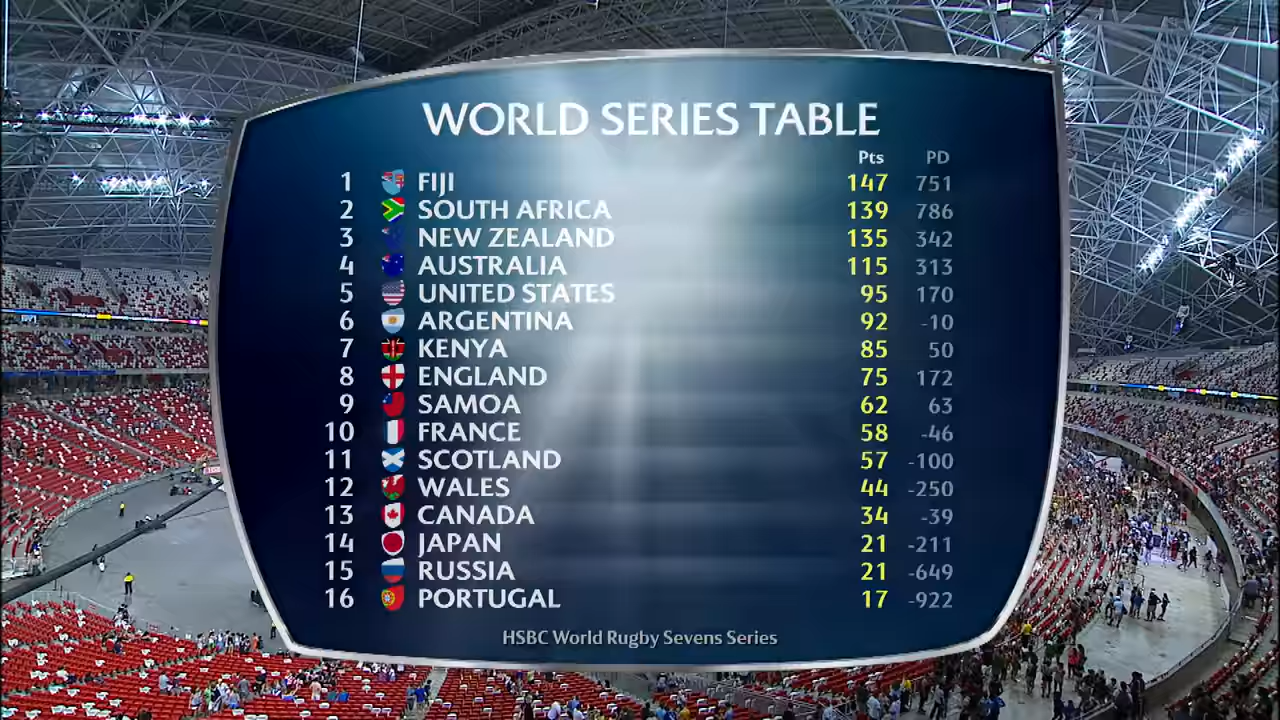 WORLD SERIES TABLE
Pts PD
1 FIJI 147 751
2 SOUTH AFRICA 139 786
3 NEW ZEALAND 135 342
4 AUSTRALIA 115 313
5 UNITED STATES 95 170
6 ARGENTINA 92 -10
7 KENYA 85 50
8 ENGLAND 75 172
9 SAMOA 62 63
10 FRANCE 58 -46
11 SCOTLAND 57 -100
12 WALES 44 -250
13 CANADA 34 -39
14 JAPAN 21 -211
15 RUSSIA 21 -649
16 PORTUGAL 17 -922
HSBC World Rugby Sevens Series